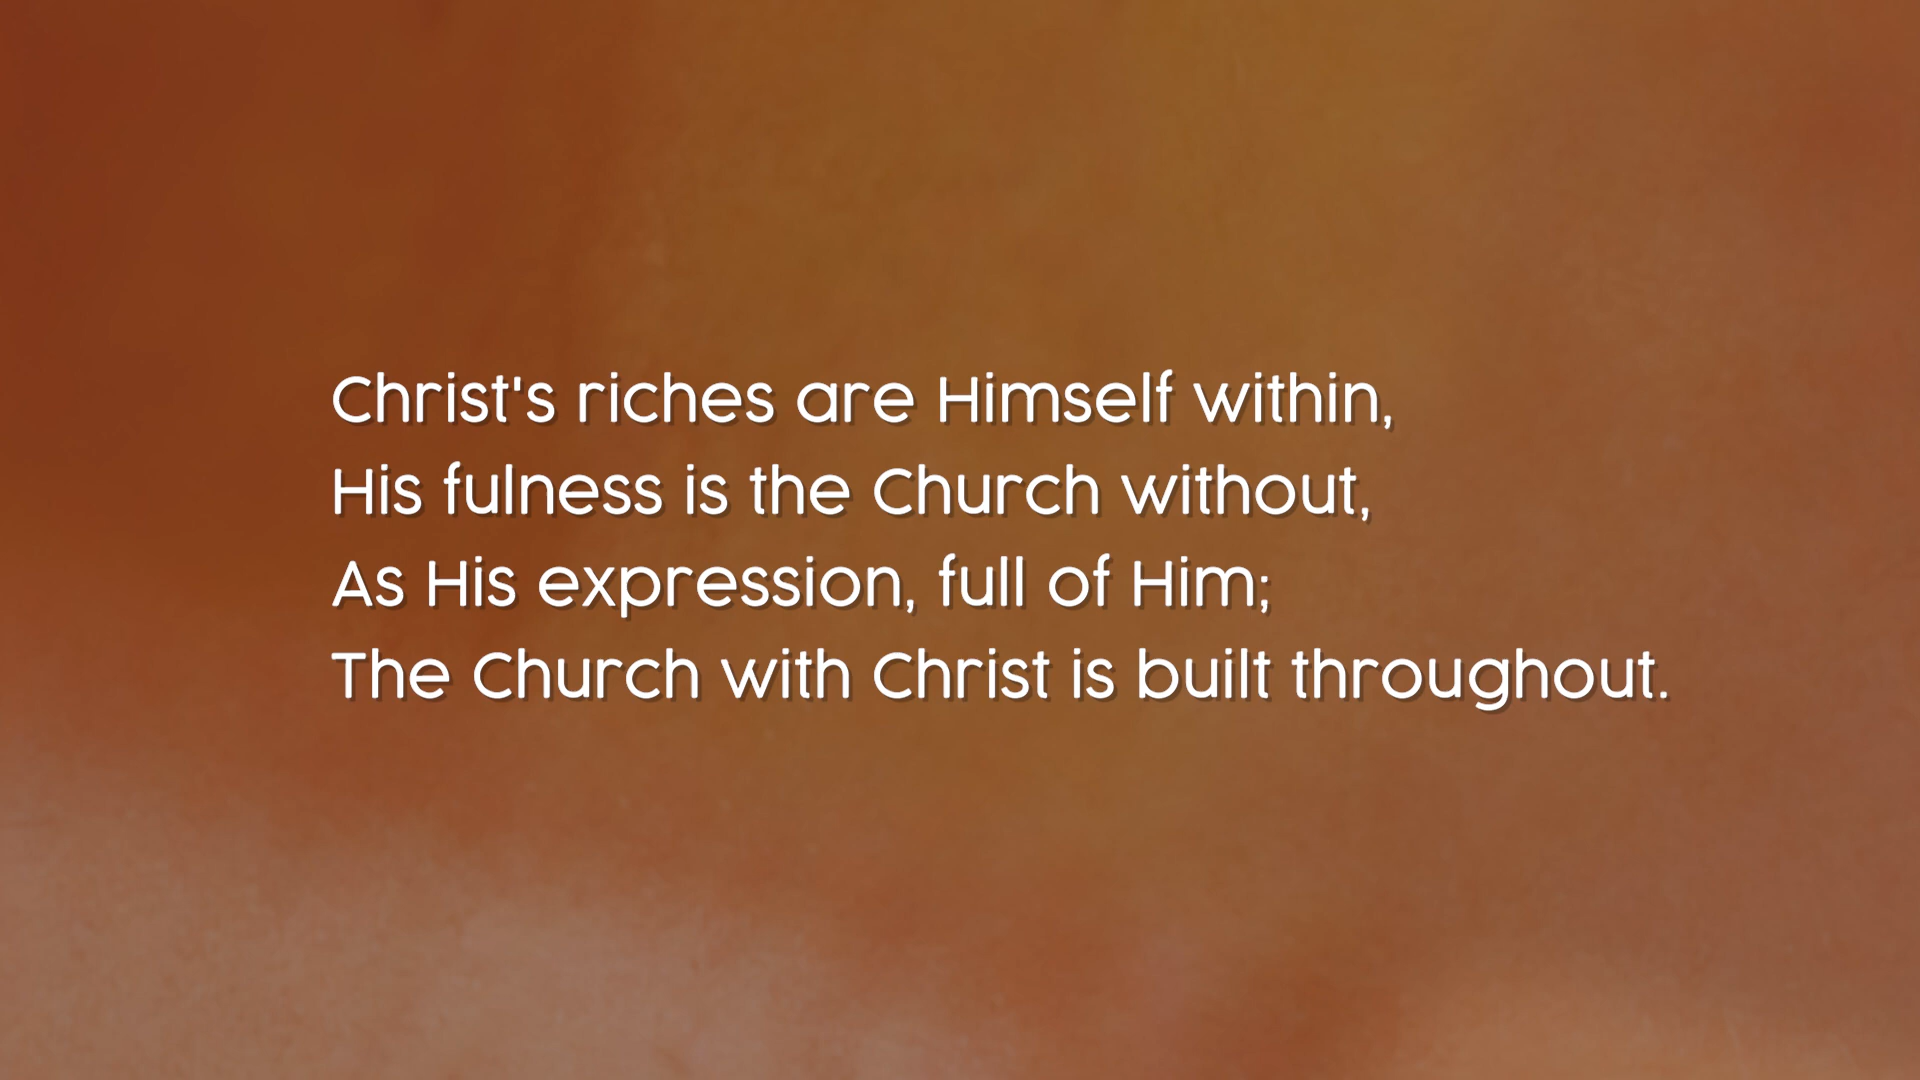 Christ's riches are Himself within,
His fulness is the Church without,
As His expression, full of Him;
The Church with Christ is built throughout.